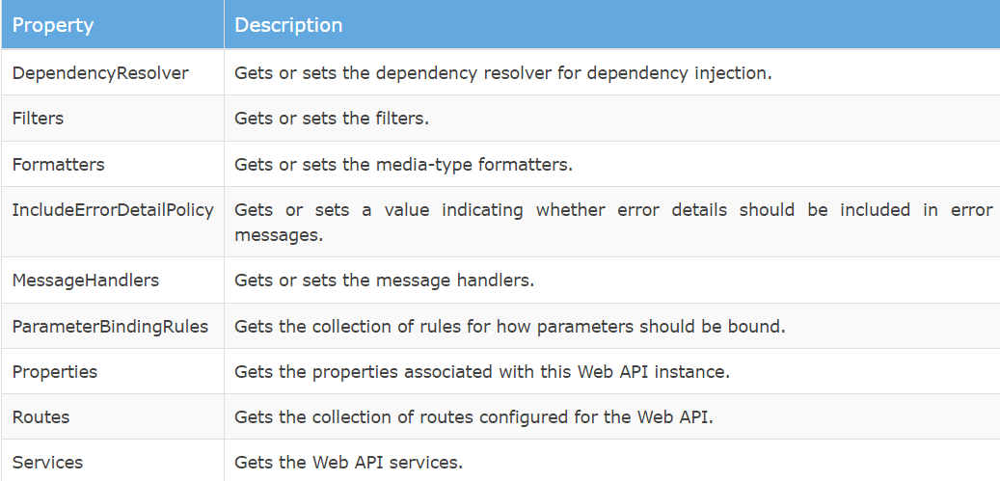 Property Description
DependencyResolver Gets or sets the dependency resolver for dependency injection.
Filters Gets or sets the filters.
Formatters Gets or sets the media-type formatters.
IncludeErrorDetailPolicy Gets or sets a value indicating whether error details should be included in error
messages.
MessageHandlers Gets or sets the message handlers.
ParameterBindingRules Gets the collection of rules for how parameters should be bound.
Properties Gets the properties associated with this Web API instance.
Routes Gets the collection of routes configured for the Web API.
Services Gets the Web API services.